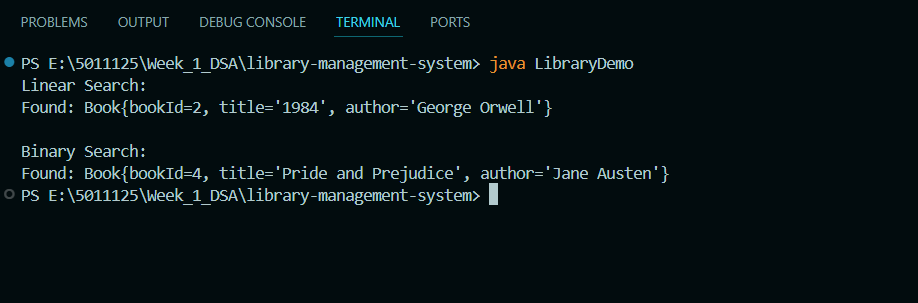 PROBLEMS OUTPUT DEBUG CONSOLE TERMINAL PORTS
PS E:\5011125\Week_1_DSA\library-management-system> java LibraryDemo
Linear Search:
Found: Book{bookId=2, title='1984', author='George Orwell'}
Binary Search:
Found: Book{bookId=4, title='Pride and Prejudice', author='Jane Austen'}
PS E:\5011125\Week_1_DSA\library-management-system>